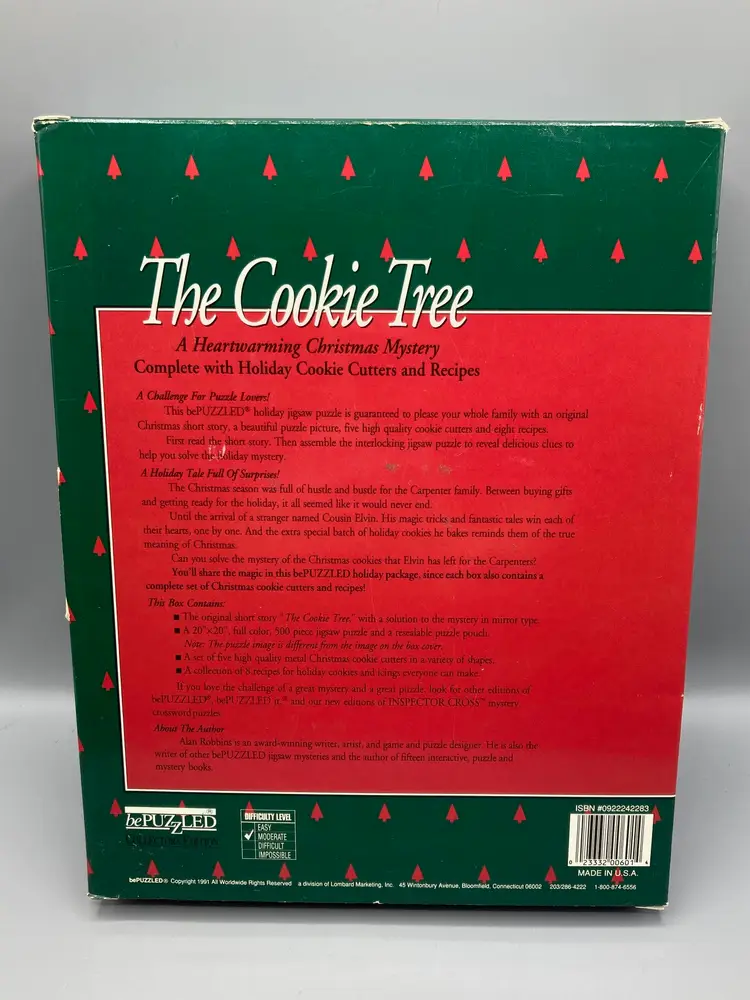 The Cookie Tree
A Heartwarming Christmas Mystery
Complete with Holiday Cookie Cutters and Recipes
A Challenge For Puzzle Lovers!
This bePUZZLED® holiday jigsaw puzzle is guaranteed to please your whole family with an original
Christmas short story, a beautiful puzzle picture, five high quality cookie cutters and eight recipes.
First read the short story. Then assemble the interlocking jigsaw puzzle to reveal delicious clues to
help you solve the holiday mystery.
A Holiday Tale Full Of Surprises!
The Christmas season was full of hustle and bustle for the Carpenter family. Between buying gifts
and getting ready for the holiday, it all seemed like it would never end.
Until the arrival of a stranger named Cousin Elvin. His magic tricks and fantastic tales win each of
their hearts, one by one. And the extra special batch of holiday cookies he bakes reminds them of the true
meaning of Christmas.
Can you solve the mystery of the Christmas cookies that Elvin has left for the Carpenters?
You'll share the magic in this bePUZZLED holiday package, since each box also contains a
complete set of Christmas cookie cutters and recipes!
This Box Contains:
■ The original short story "The Cookie Tree," with a solution to the mystery in mirror type.
■ A 20"×20", full color, 500 piece jigsaw puzzle and a resealable puzzle pouch.
Note: The puzzle image is different from the image on the box cover.
■ A set of five high quality metal Christmas cookie cutters in a variety of shapes.
■ A collection of 8 recipes for holiday cookies and icings everyone can make.
If you love the challenge of a great mystery and a great puzzle, look for other editions of
bePUZZLED®, bePUZZLED jr.® and our new editions of INSPECTOR CROSS™ mystery
crossword puzzles.
About The Author
Alan Robbins is an award-winning writer, artist, and game and puzzle designer. He is also the
writer of other bePUZZLED jigsaw mysteries and the author of fifteen interactive, puzzle and
mystery books.
bePUZZLED®
DIFFICULTY LEVEL
EASY
✓ MODERATE
DIFFICULT
IMPOSSIBLE
ISBN #0922242283
0 23332 00601 4
MADE IN U.S.A.
bePUZZLED® Copyright 1991 All Worldwide Rights Reserved a division of Lombard Marketing, Inc. 45 Wintonbury Avenue, Bloomfield, Connecticut 06002 203/286-4222 1-800-874-6556